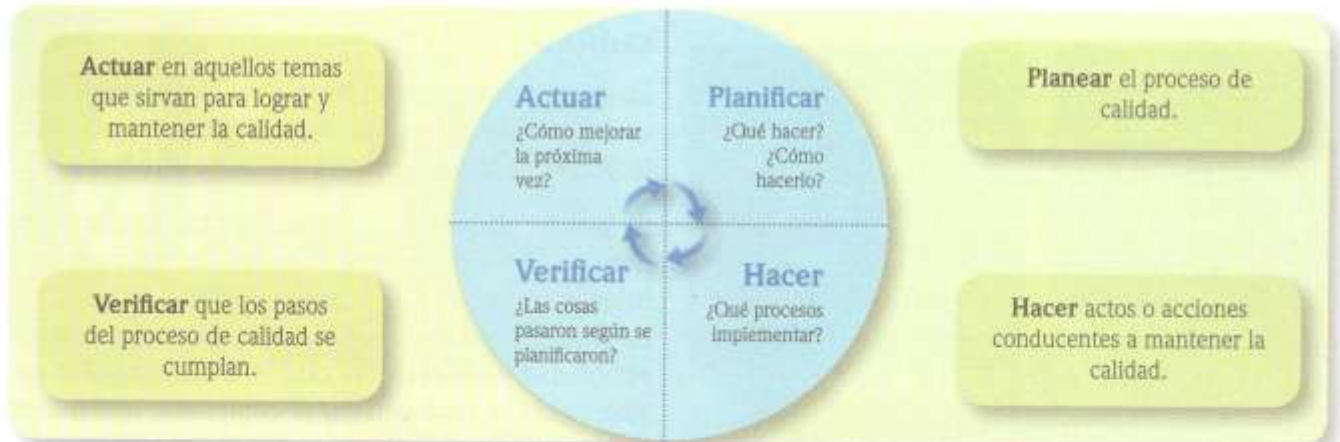 Actuar en aquellos temas
que sirvan para lograr y
mantener la calidad.
Actuar
¿Cómo mejorar
la próxima
vez?
Planificar
¿Qué hacer?
¿Cómo
hacerlo?
Planear el proceso de
calidad.
Verificar que los pasos
del proceso de calidad se
cumplan.
Verificar
¿Las cosas
pasaron según se
planificaron?
Hacer
¿Qué procesos
implementar?
Hacer actos o acciones
conducentes a mantener la
calidad.